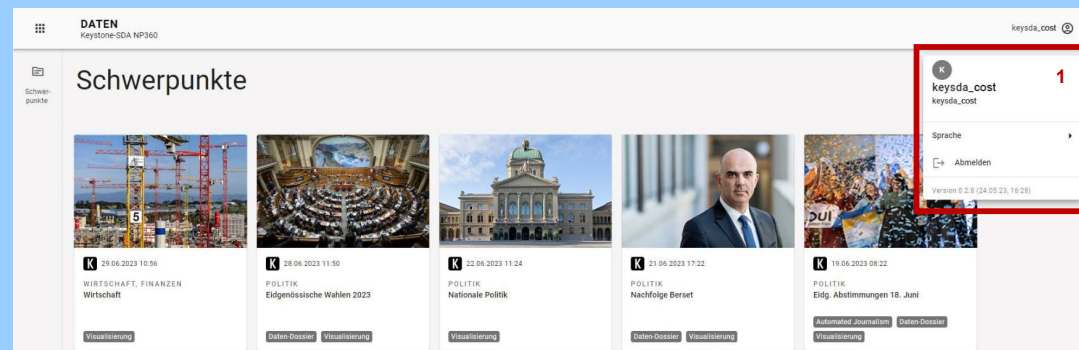 DATEN
Keystone-SDA NP360
keysda_cost
Schwer-
punkte
Schwerpunkte
K
keysda_cost
keysda_cost
1
Sprache
Abmelden
Version 0.2.8 (24.05.23, 16:28)
5
OUI
K 29.06.2023 10:56
WIRTSCHAFT, FINANZEN
Wirtschaft
Visualisierung
K 28.06.2023 11:50
POLITIK
Eidgenössische Wahlen 2023
Daten-Dossier Visualisierung
K 22.06.2023 11:24
POLITIK
Nationale Politik
Visualisierung
K 21.06.2023 17:22
POLITIK
Nachfolge Berset
Daten-Dossier Visualisierung
K 19.06.2023 08:22
POLITIK
Eidg. Abstimmungen 18. Juni
Automated Journalism Daten-Dossier
Visualisierung